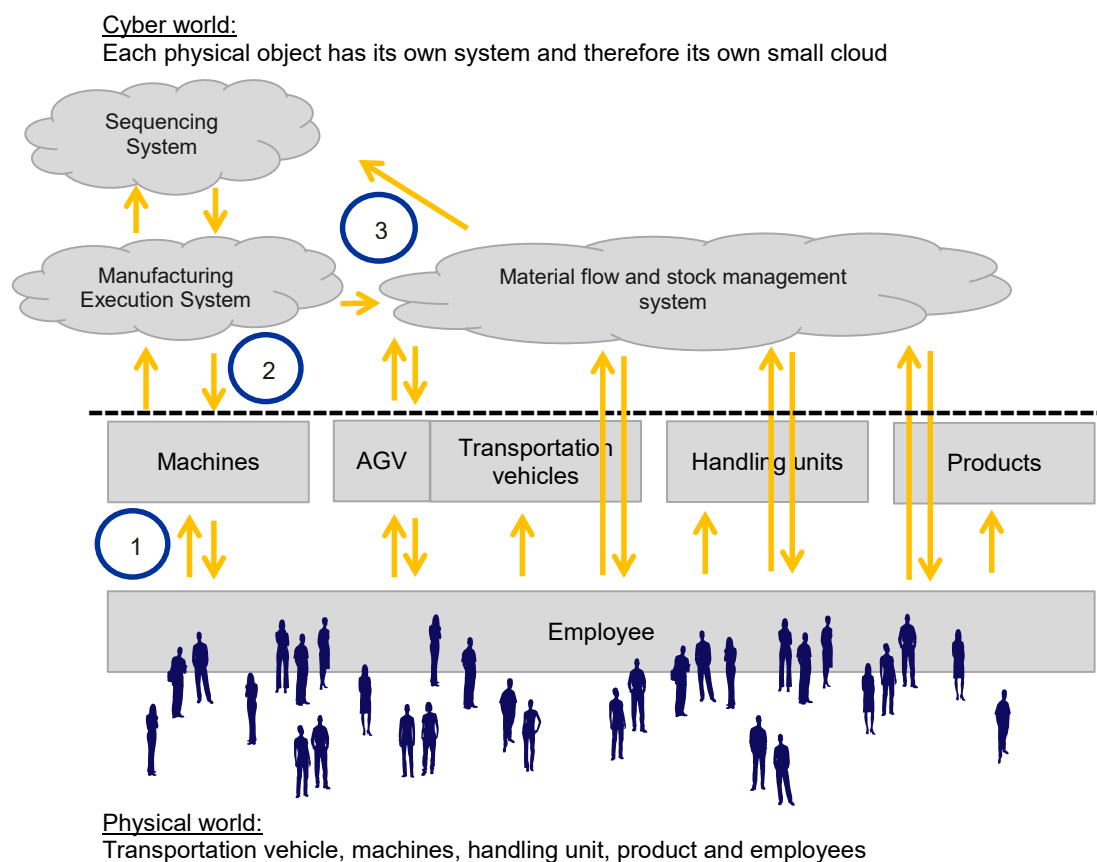 Cyber world:
Each physical object has its own system and therefore its own small cloud
Sequencing
System
3
Manufacturing
Execution System
Material flow and stock management
system
2
Machines
AGV
Transportation
vehicles
Handling units
Products
1
Employee
Physical world:
Transportation vehicle, machines, handling unit, product and employees